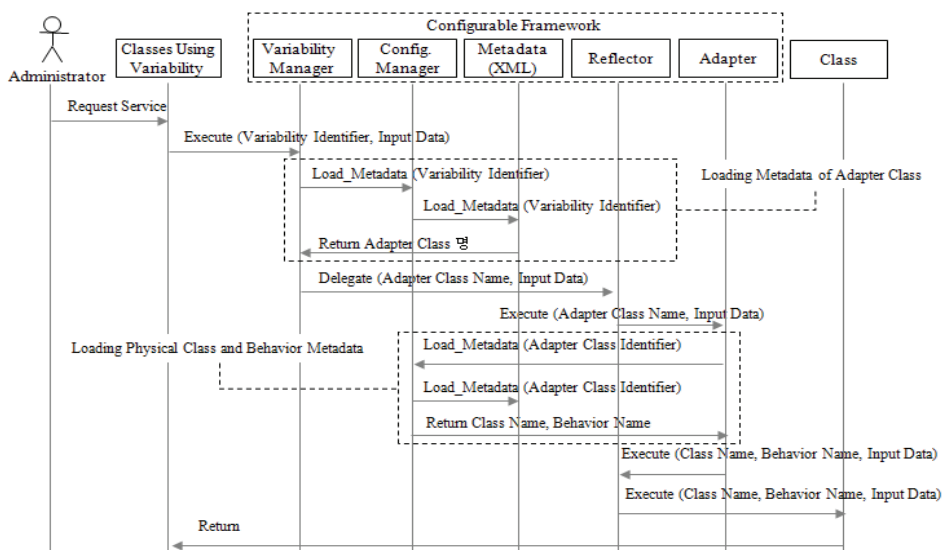 Configurable Framework
Administrator
Classes Using
Variability
Variability
Manager
Config.
Manager
Metadata
(XML)
Reflector
Adapter
Class
Request Service
Execute (Variability Identifier, Input Data)
Load_Metadata (Variability Identifier)
Loading Metadata of Adapter Class
Load_Metadata (Variability Identifier)
Return Adapter Class 명
Delegate (Adapter Class Name, Input Data)
Execute (Adapter Class Name, Input Data)
Loading Physical Class and Behavior Metadata
Load_Metadata (Adapter Class Identifier)
Load_Metadata (Adapter Class Identifier)
Return Class Name, Behavior Name
Execute (Class Name, Behavior Name, Input Data)
Execute (Class Name, Behavior Name, Input Data)
Return